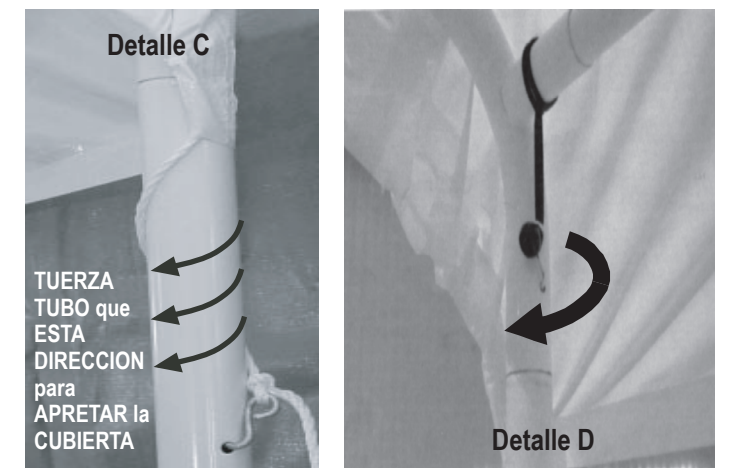 Detalle C
TUERZA
TUBO que
ESTA
DIRECCION
para
APRETAR la
CUBIERTA
Detalle D